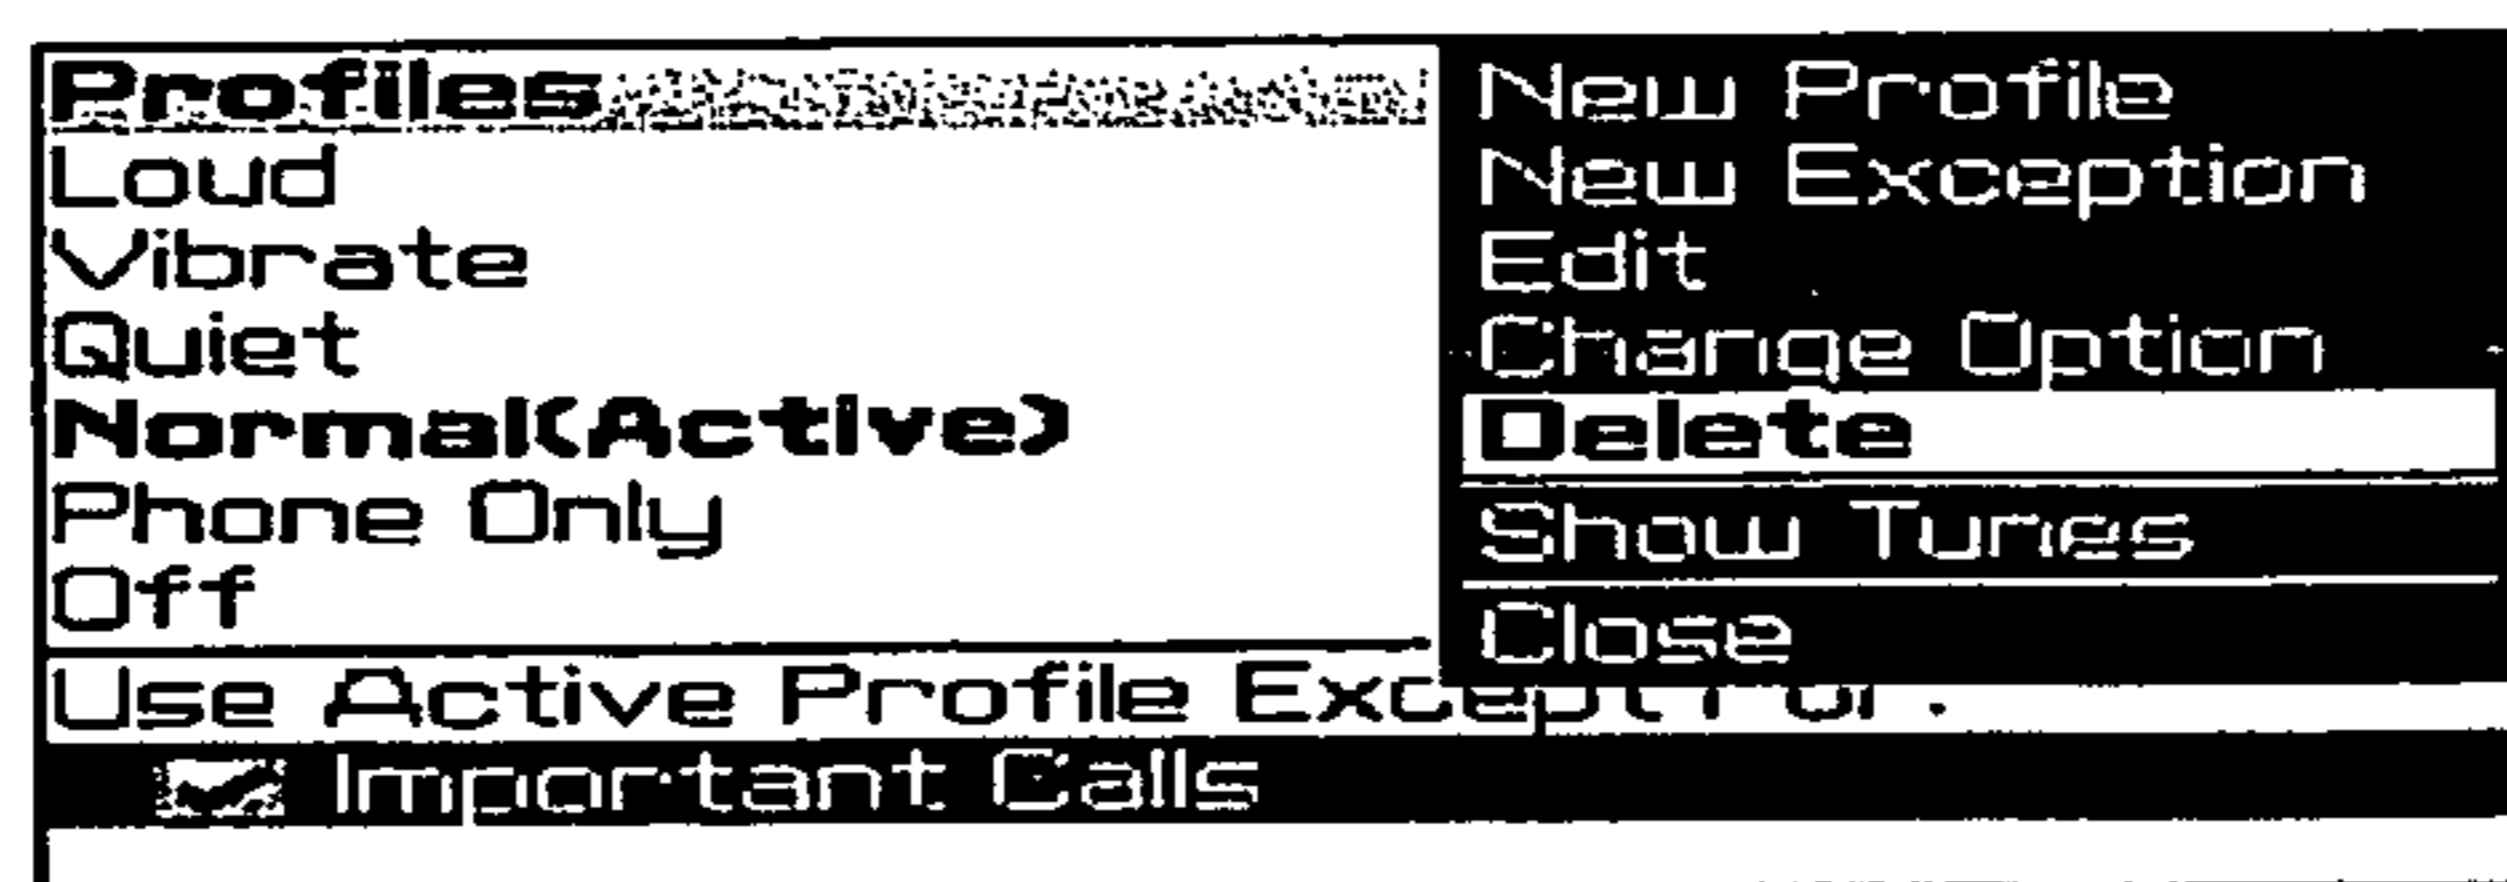 Profiles
Loud
Vibrate
Quiet
Normal(Active)
Phone Only
Off
Use Active Profile Except For:
Important Calls
New Profile
New Exception
Edit
Change Option
Delete
Show Tunes
Close